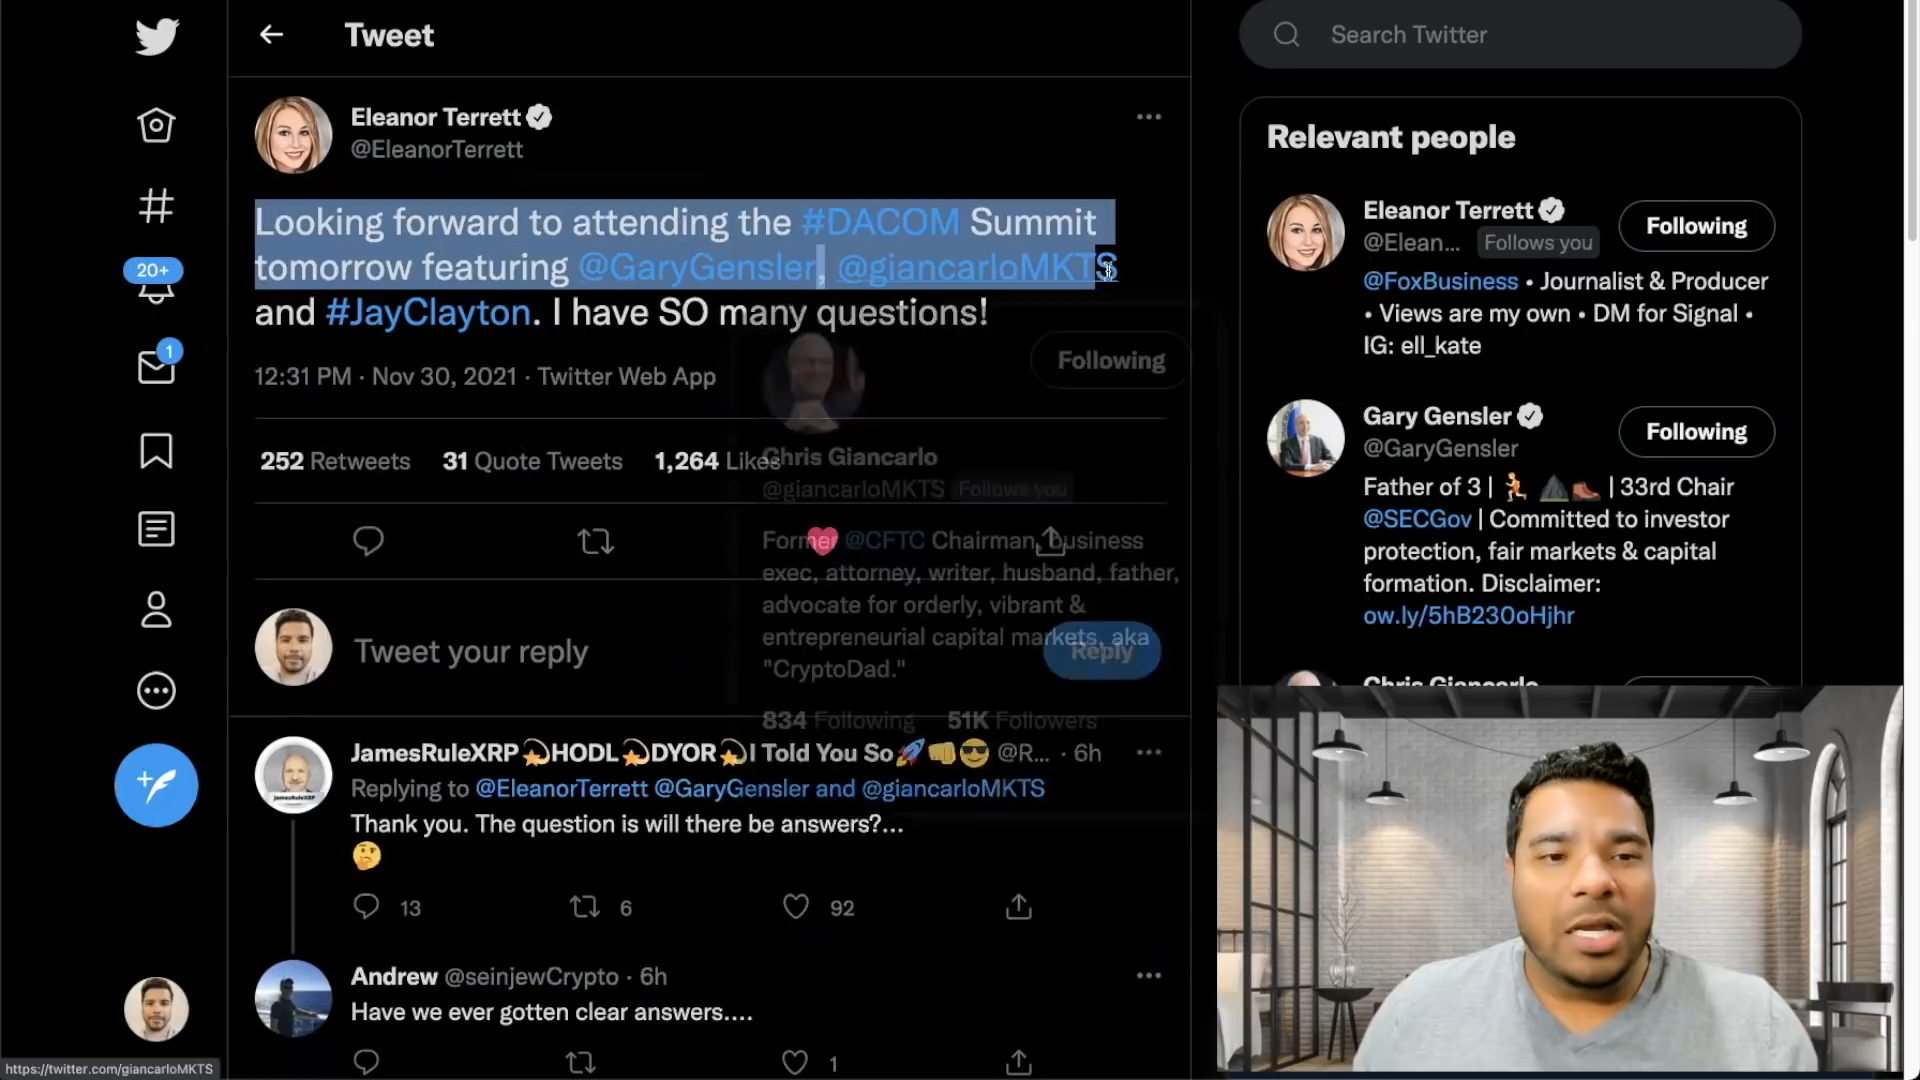 Tweet
Search Twitter
Eleanor Terrett
@EleanorTerrett
Looking forward to attending the #DACOM Summit
tomorrow featuring @GaryGensler, @giancarloMKTS
and #JayClayton. I have SO many questions!
12:31 PM · Nov 30, 2021 · Twitter Web App
252 Retweets 31 Quote Tweets 1,264 Likes
Following
Chris Giancarlo
@giancarloMKTS Follows you
Former @CFTC Chairman, business
exec, attorney, writer, husband, father,
advocate for orderly, vibrant &
entrepreneurial capital markets, aka
"CryptoDad."
834 Following 51K Followers
20+
1
Tweet your reply
Reply
JamesRuleXRP💫HODL💫DYOR💫I Told You So🚀👊😎 @R... · 6h
Replying to @EleanorTerrett @GaryGensler and @giancarloMKTS
Thank you. The question is will there be answers?...
🤔
13 6 92
Andrew @seinjewCrypto · 6h
Have we ever gotten clear answers....
1
Relevant people
Eleanor Terrett
@Elean... Follows you
Following
@FoxBusiness • Journalist & Producer
• Views are my own • DM for Signal •
IG: ell_kate
Gary Gensler
@GaryGensler
Following
Father of 3 | 🏃 ⛰️🥾 | 33rd Chair
@SECGov | Committed to investor
protection, fair markets & capital
formation. Disclaimer:
ow.ly/5hB230oHjhr
Chris Giancarlo
https://twitter.com/giancarloMKTS